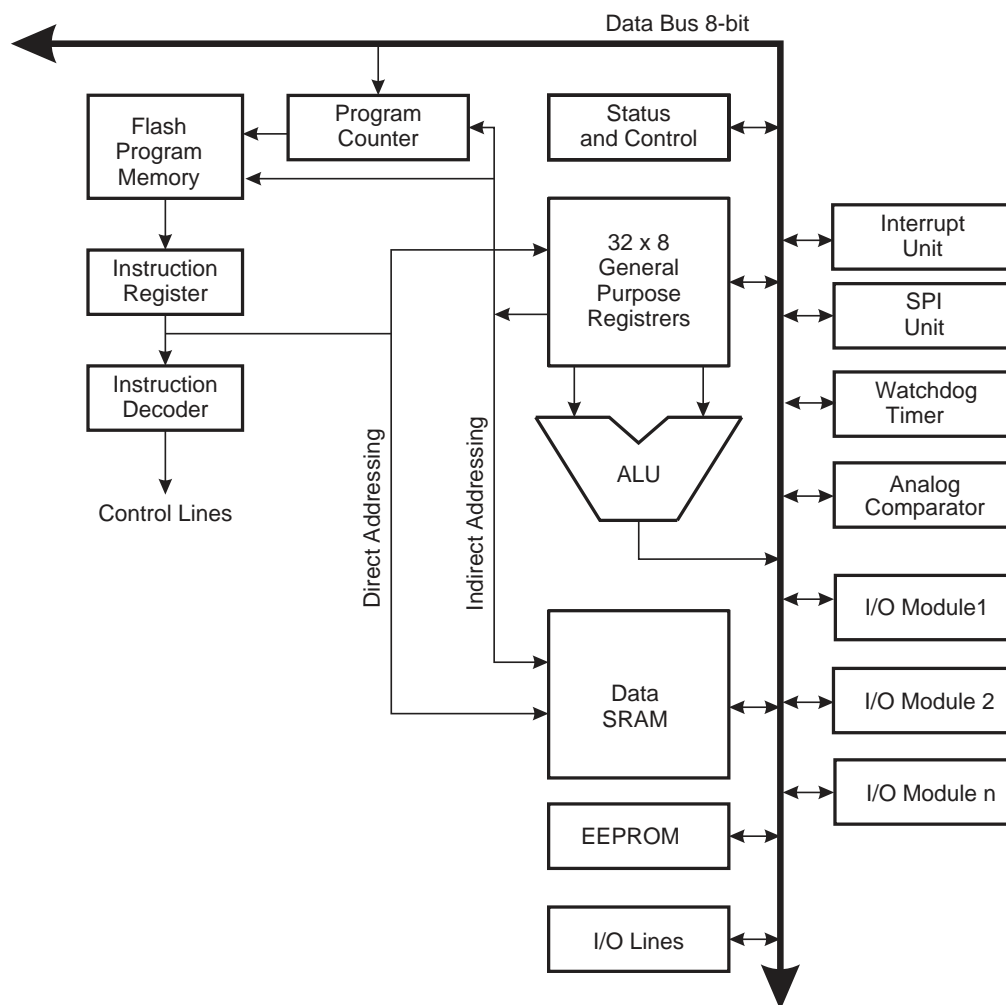 Data Bus 8-bit
Flash
Program
Memory
Program
Counter
Status
and Control
Interrupt
Unit
32 x 8
General
Purpose
Registrers
Instruction
Register
SPI
Unit
Instruction
Decoder
Watchdog
Timer
Direct Addressing
Indirect Addressing
ALU
Analog
Comparator
Control Lines
I/O Module1
Data
SRAM
I/O Module 2
I/O Module n
EEPROM
I/O Lines